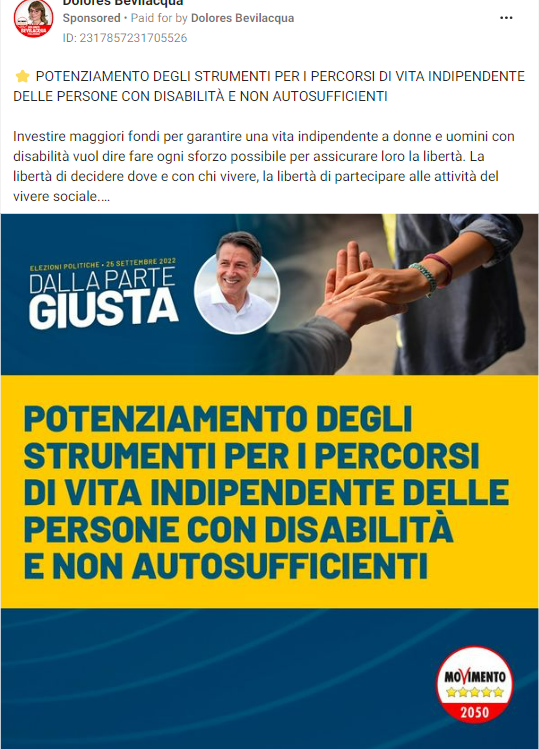 Dolores Bevilacqua
Sponsored • Paid for by Dolores Bevilacqua
ID: 2317857231705526
⭐ POTENZIAMENTO DEGLI STRUMENTI PER I PERCORSI DI VITA INDIPENDENTE
DELLE PERSONE CON DISABILITÀ E NON AUTOSUFFICIENTI
Investire maggiori fondi per garantire una vita indipendente a donne e uomini con
disabilità vuol dire fare ogni sforzo possibile per assicurare loro la libertà. La
libertà di decidere dove e con chi vivere, la libertà di partecipare alle attività del
vivere sociale....
ELEZIONI POLITICHE • 25 SETTEMBRE 2022
DALLA PARTE
GIUSTA
POTENZIAMENTO DEGLI
STRUMENTI PER I PERCORSI
DI VITA INDIPENDENTE DELLE
PERSONE CON DISABILITÀ
E NON AUTOSUFFICIENTI
MOVIMENTO
2050